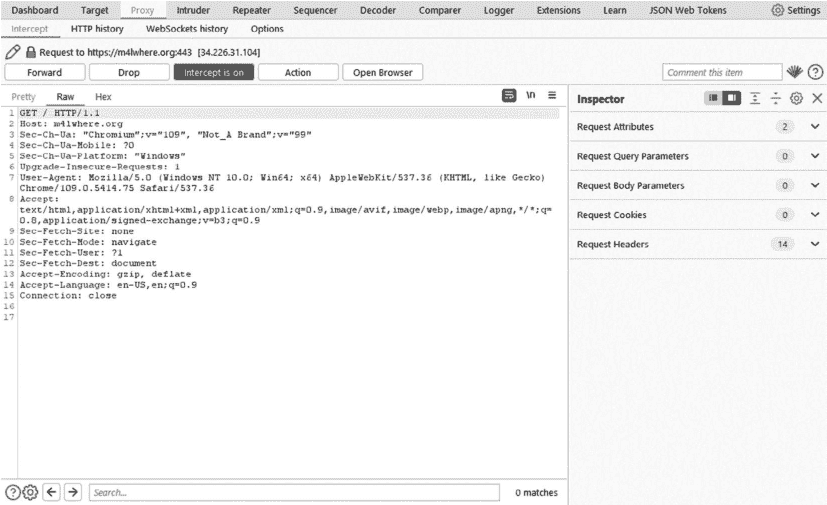 Dashboard Target Proxy Intruder Repeater Sequencer Decoder Comparer Logger Extensions Learn JSON Web Tokens Settings
Intercept HTTP history WebSockets history Options
Request to https://m4lwhere.org:443 [34.226.31.104]
Forward Drop Intercept is on Action Open Browser Comment this item
Pretty Raw Hex \n
Inspector
1 GET / HTTP/1.1
2 Host: m4lwhere.org
3 Sec-Ch-Ua: "Chromium";v="109", "Not_A Brand";v="99"
4 Sec-Ch-Ua-Mobile: ?0
5 Sec-Ch-Ua-Platform: "Windows"
6 Upgrade-Insecure-Requests: 1
7 User-Agent: Mozilla/5.0 (Windows NT 10.0; Win64; x64) AppleWebKit/537.36 (KHTML, like Gecko)
Chrome/109.0.5414.75 Safari/537.36
8 Accept:
text/html,application/xhtml+xml,application/xml;q=0.9,image/avif,image/webp,image/apng,*/*;q=
0.8,application/signed-exchange;v=b3;q=0.9
9 Sec-Fetch-Site: none
10 Sec-Fetch-Mode: navigate
11 Sec-Fetch-User: ?1
12 Sec-Fetch-Dest: document
13 Accept-Encoding: gzip, deflate
14 Accept-Language: en-US,en;q=0.9
15 Connection: close
16
17
Request Attributes 2
Request Query Parameters 0
Request Body Parameters 0
Request Cookies 0
Request Headers 14
Search... 0 matches